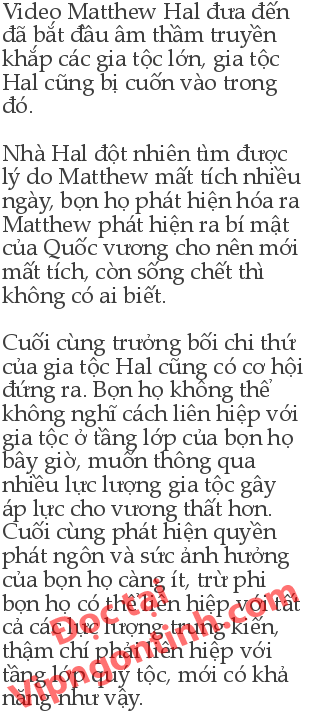 Video Matthew Hal đưa đến
đã bắt đầu âm thầm truyền
khắp các gia tộc lớn, gia tộc
Hal cũng bị cuốn vào trong
đó.
Nhà Hal đột nhiên tìm được
lý do Matthew mất tích nhiều
ngày, bọn họ phát hiện hóa ra
Matthew phát hiện ra bí mật
của Quốc vương cho nên mới
mất tích, còn sống chết thì
không có ai biết.
Cuối cùng trưởng bối chi thứ
của gia tộc Hal cũng có cơ hội
đứng ra. Bọn họ không thể
không nghĩ cách liên hiệp với
gia tộc ở tầng lớp của bọn họ
bây giờ, muốn thông qua
nhiều lực lượng gia tộc gây
áp lực cho vương thất hơn.
Cuối cùng phát hiện quyền
phát ngôn và sức ảnh hưởng
của bọn họ càng ít, trừ phi
bọn họ có thể liên hiệp với tất
cả các lực lượng trung kiến,
thậm chí phải liên hiệp với
tầng lớp quý tộc, mới có khả
năng như vậy.
Đọc tại
Vipngontinh.com